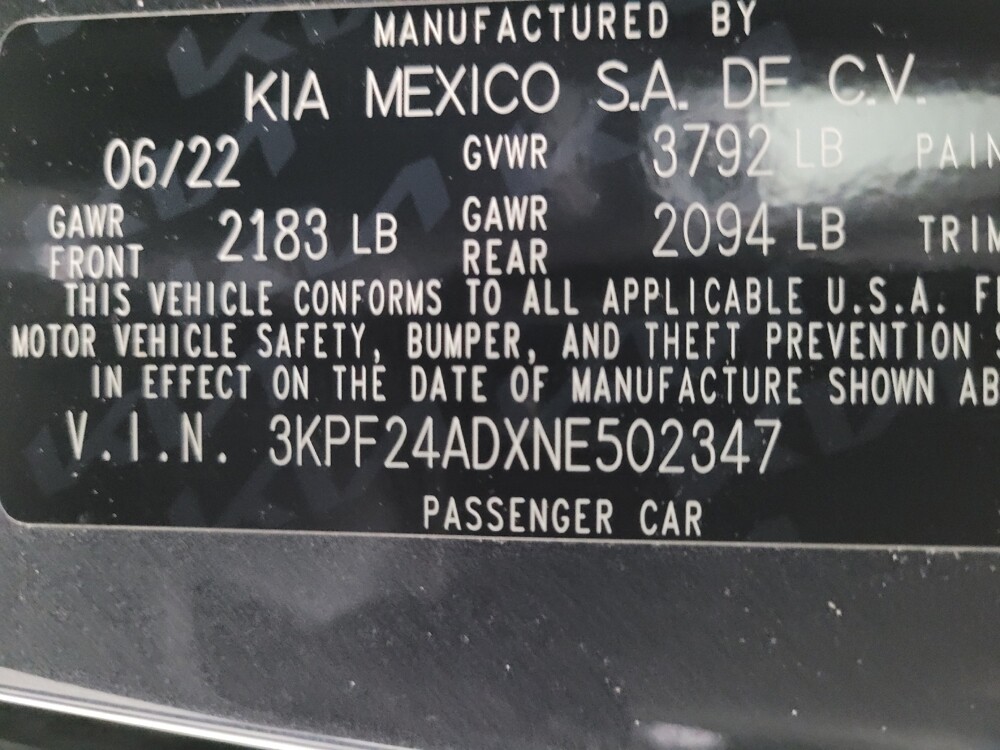 MANUFACTURED BY
KIA MEXICO S.A. DE C.V.
06/22 GVWR 3792 LB
GAWR FRONT 2183 LB GAWR REAR 2094 LB
THIS VEHICLE CONFORMS TO ALL APPLICABLE U.S.A.
MOTOR VEHICLE SAFETY, BUMPER, AND THEFT PREVENTION
IN EFFECT ON THE DATE OF MANUFACTURE SHOWN
V.I.N. 3KPF24ADXNE502347
PASSENGER CAR